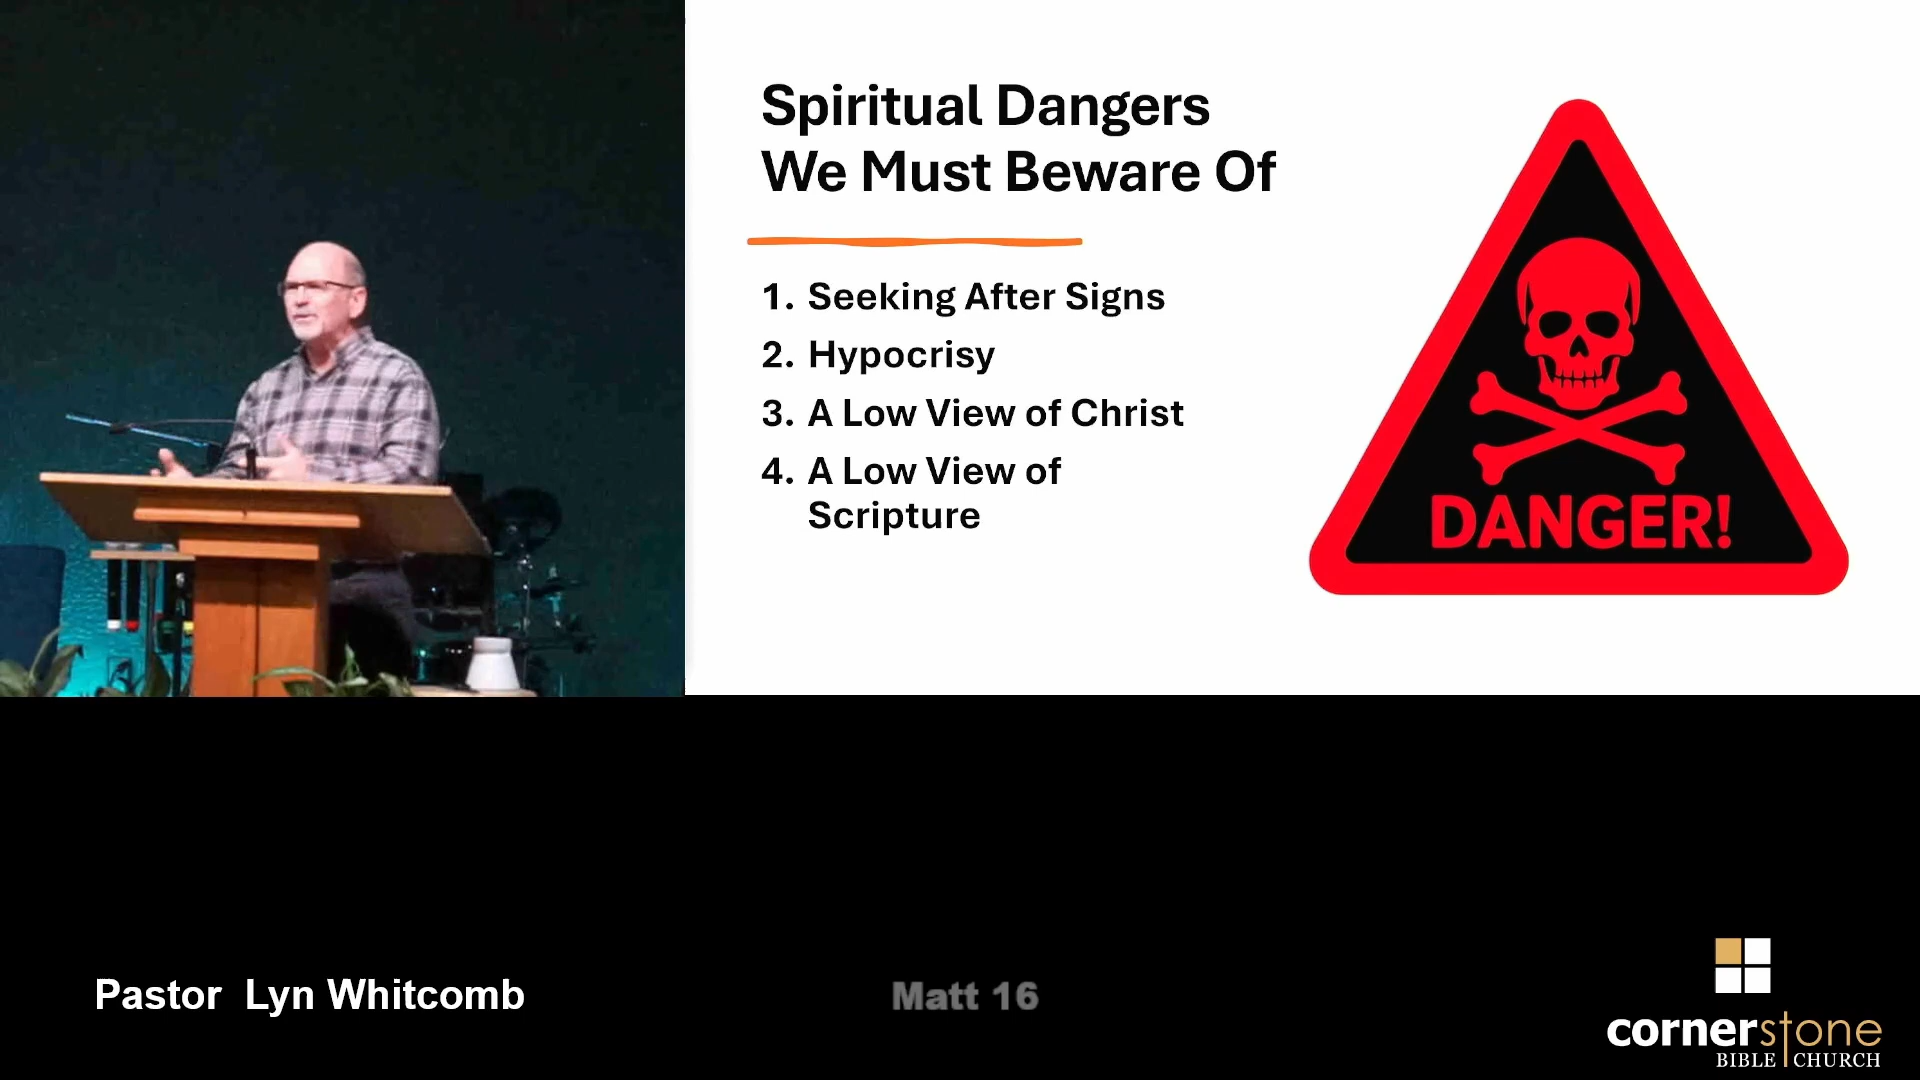 Spiritual Dangers
We Must Beware Of
1. Seeking After Signs
2. Hypocrisy
3. A Low View of Christ
4. A Low View of
Scripture
DANGER!
Pastor Lyn Whitcomb
Matt 16
cornerstone
BIBLE CHURCH